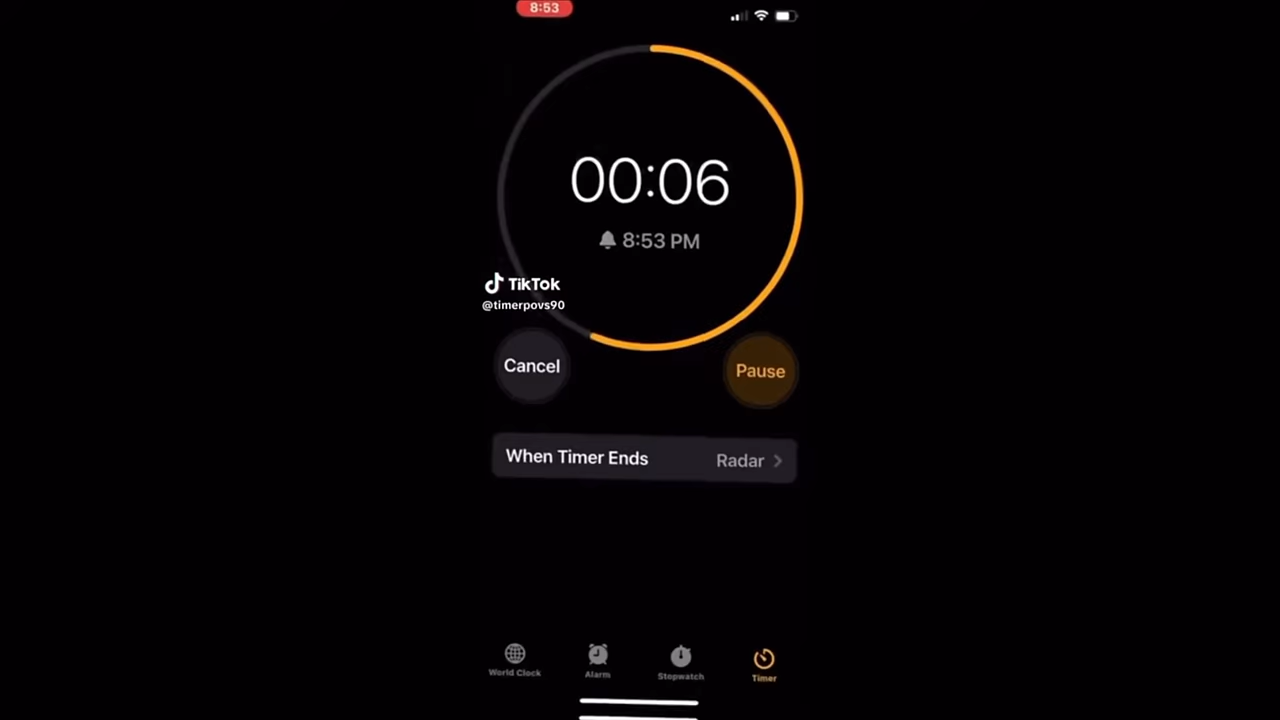 8:53
00:06
8:53 PM
TikTok
@timerpovs90
Cancel
Pause
When Timer Ends
Radar
World Clock
Alarm
Stopwatch
Timer